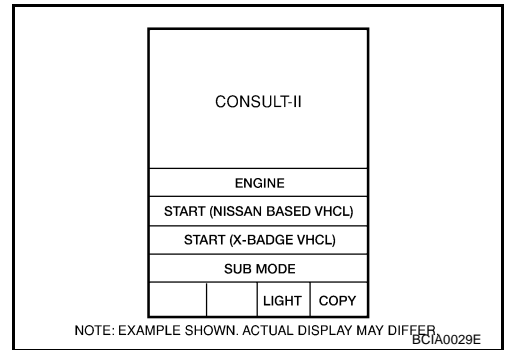 CONSULT-II
ENGINE
START (NISSAN BASED VHCL)
START (X-BADGE VHCL)
SUB MODE
LIGHT COPY
NOTE: EXAMPLE SHOWN. ACTUAL DISPLAY MAY DIFFER.
BCIA0029E